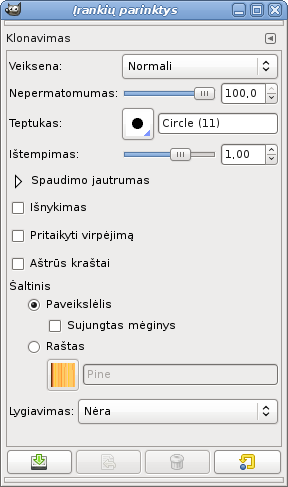 Įrankių parinktys
Klonavimas
Veiksena: Normali
Nepermatomumas: 100,0
Teptukas: Circle (11)
Ištempimas: 1,00
Spaudimo jautrumas
Išnykimas
Pritaikyti virpėjimą
Aštrūs kraštai
Šaltinis
Paveikslėlis
Sujungtas mėginys
Raštas
Pine
Lygiavimas: Nėra